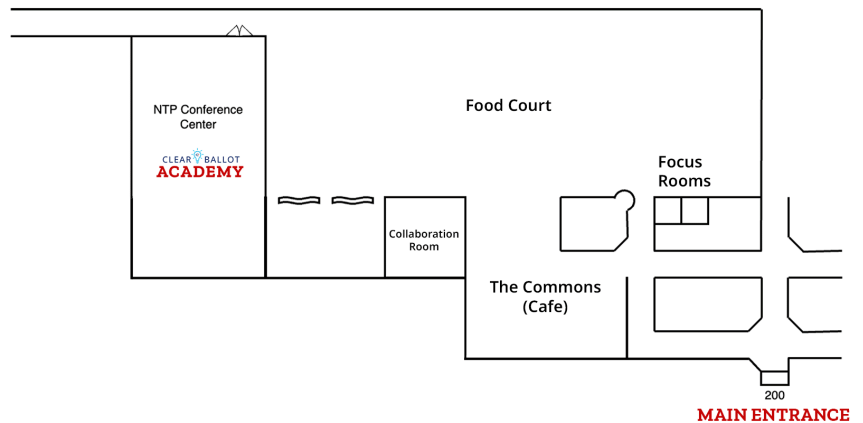 NTP Conference
Center
CLEAR BALLOT
ACADEMY
Food Court
Focus
Rooms
Collaboration
Room
The Commons
(Cafe)
200
MAIN ENTRANCE